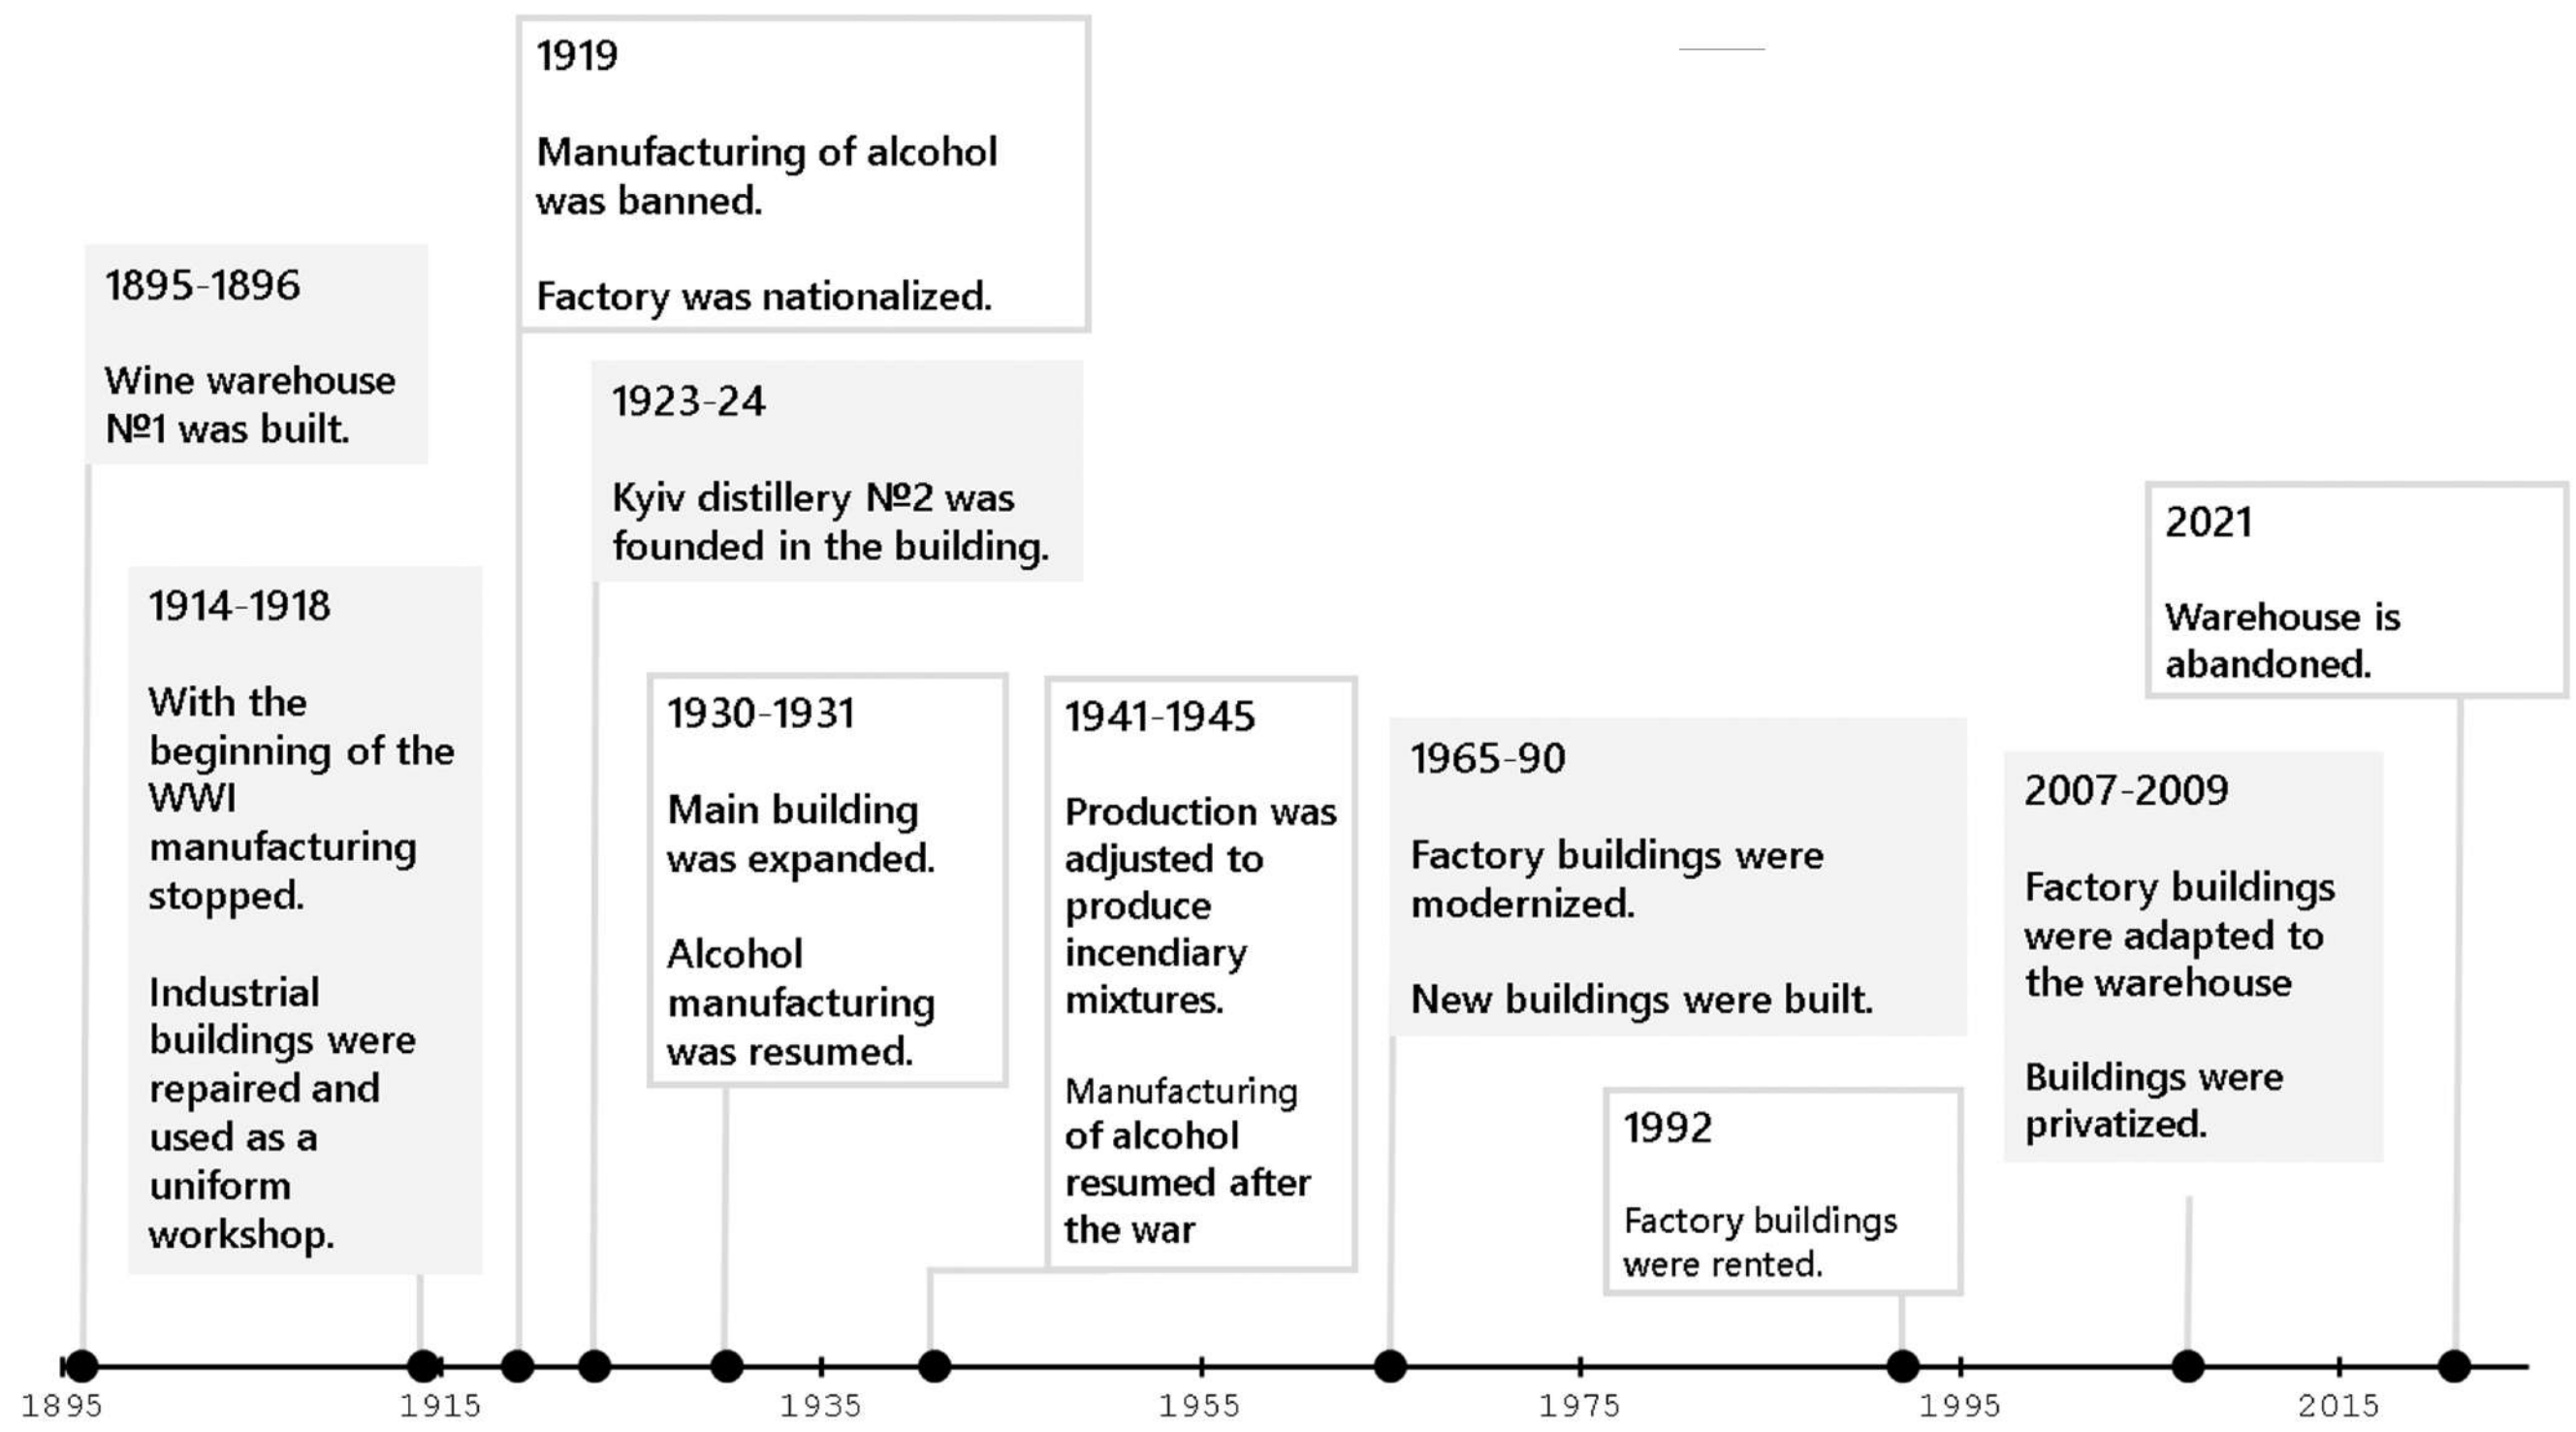 1919
Manufacturing of alcohol
was banned.
Factory was nationalized.
1895-1896
Wine warehouse
№1 was built.
1923-24
Kyiv distillery №2 was
founded in the building.
1914-1918
With the
beginning of the
WWI
manufacturing
stopped.
Industrial
buildings were
repaired and
used as a
uniform
workshop.
1930-1931
Main building
was expanded.
Alcohol
manufacturing
was resumed.
1941-1945
Production was
adjusted to
produce
incendiary
mixtures.
Manufacturing
of alcohol
resumed after
the war
1965-90
Factory buildings were
modernized.
New buildings were built.
1992
Factory buildings
were rented.
2007-2009
Factory buildings
were adapted to
the warehouse
Buildings were
privatized.
2021
Warehouse is
abandoned.
1895 1915 1935 1955 1975 1995 2015